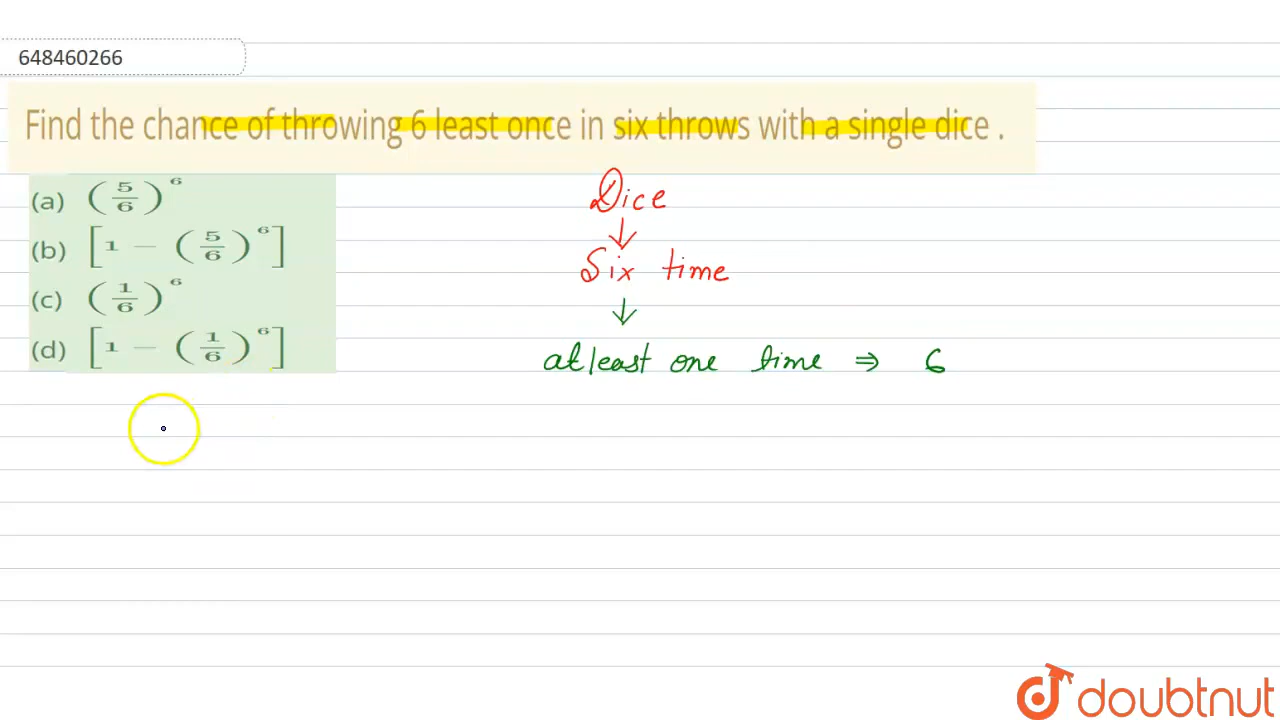 648460266
Find the chance of throwing 6 least once in six throws with a single dice .
(a) (5/6)^6
(b) [1 − (5/6)^6]
(c) (1/6)^6
(d) [1 − (1/6)^6]
Dice
↓
Six time
↓
atleast one time ⇒ 6
doubtnut